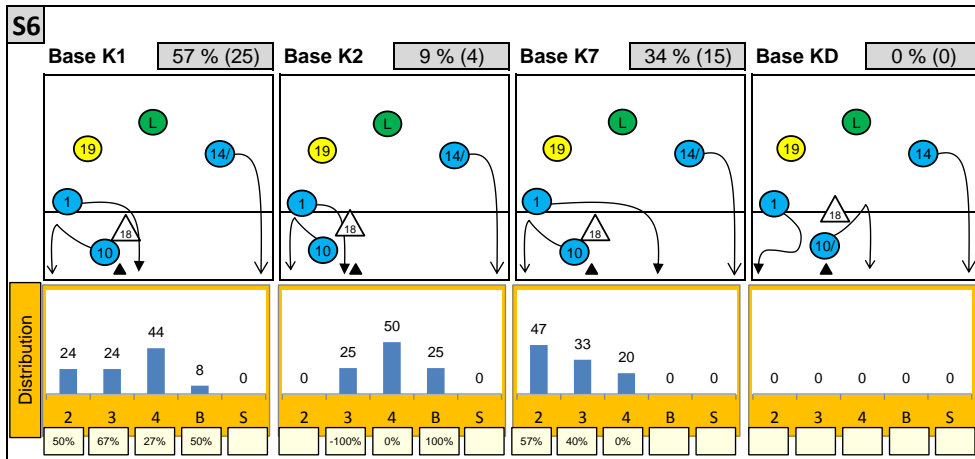 S6
Base K1 57 % (25) Base K2 9 % (4) Base K7 34 % (15) Base KD 0 % (0)
L L L L
19 14/ 19 14/ 19 14/ 19 14
1 1 1 1
18 18 18 18
10 10 10 10/
Distribution
24 24 44 8 0 0 25 50 25 0 47 33 20 0 0 0 0 0 0 0
2 3 4 B S 2 3 4 B S 2 3 4 B S 2 3 4 B S
50% 67% 27% 50% -100% 0% 100% 57% 40% 0%